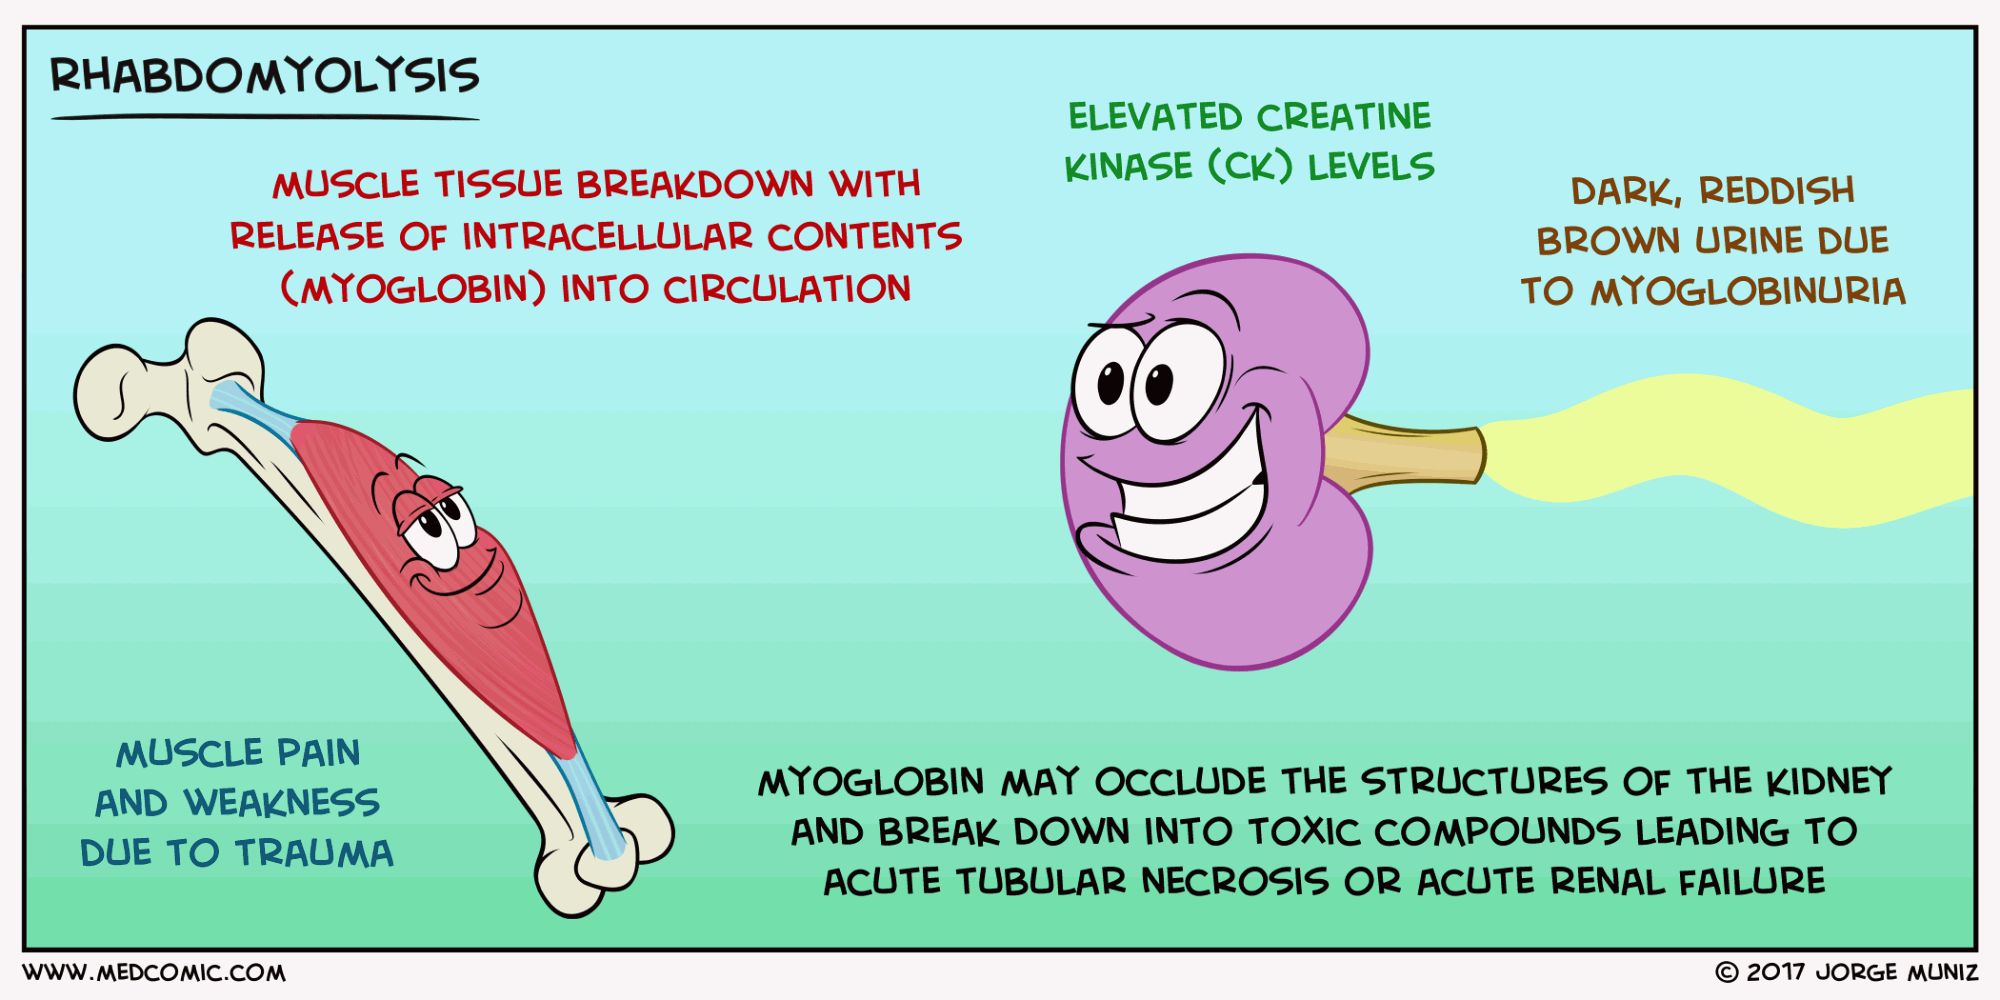 RHABDOMYOLYSIS
MUSCLE TISSUE BREAKDOWN WITH
RELEASE OF INTRACELLULAR CONTENTS
(MYOGLOBIN) INTO CIRCULATION
ELEVATED CREATINE
KINASE (CK) LEVELS
DARK, REDDISH
BROWN URINE DUE
TO MYOGLOBINURIA
MUSCLE PAIN
AND WEAKNESS
DUE TO TRAUMA
MYOGLOBIN MAY OCCLUDE THE STRUCTURES OF THE KIDNEY
AND BREAK DOWN INTO TOXIC COMPOUNDS LEADING TO
ACUTE TUBULAR NECROSIS OR ACUTE RENAL FAILURE
WWW.MEDCOMIC.COM
© 2017 JORGE MUNIZ